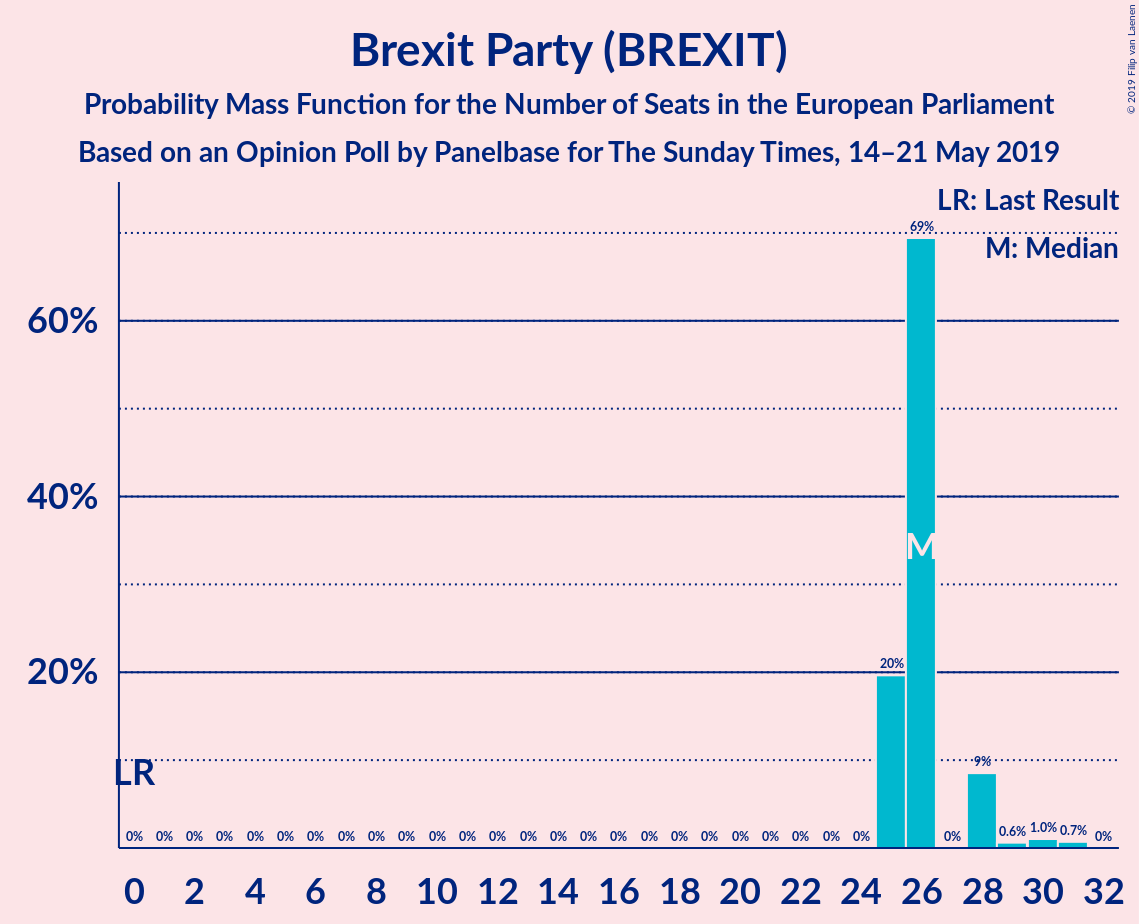 © 2019 Filip van Laenen
Brexit Party (BREXIT)
Probability Mass Function for the Number of Seats in the European Parliament
Based on an Opinion Poll by Panelbase for The Sunday Times, 14–21 May 2019
LR: Last Result
M: Median
69%
60%
40%
M
20%
20%
LR
9%
0% 0% 0% 0% 0% 0% 0% 0% 0% 0% 0% 0% 0% 0% 0% 0% 0% 0% 0% 0% 0% 0% 0% 0% 0% 0% 0.6% 1.0% 0.7% 0%
0 2 4 6 8 10 12 14 16 18 20 22 24 26 28 30 32